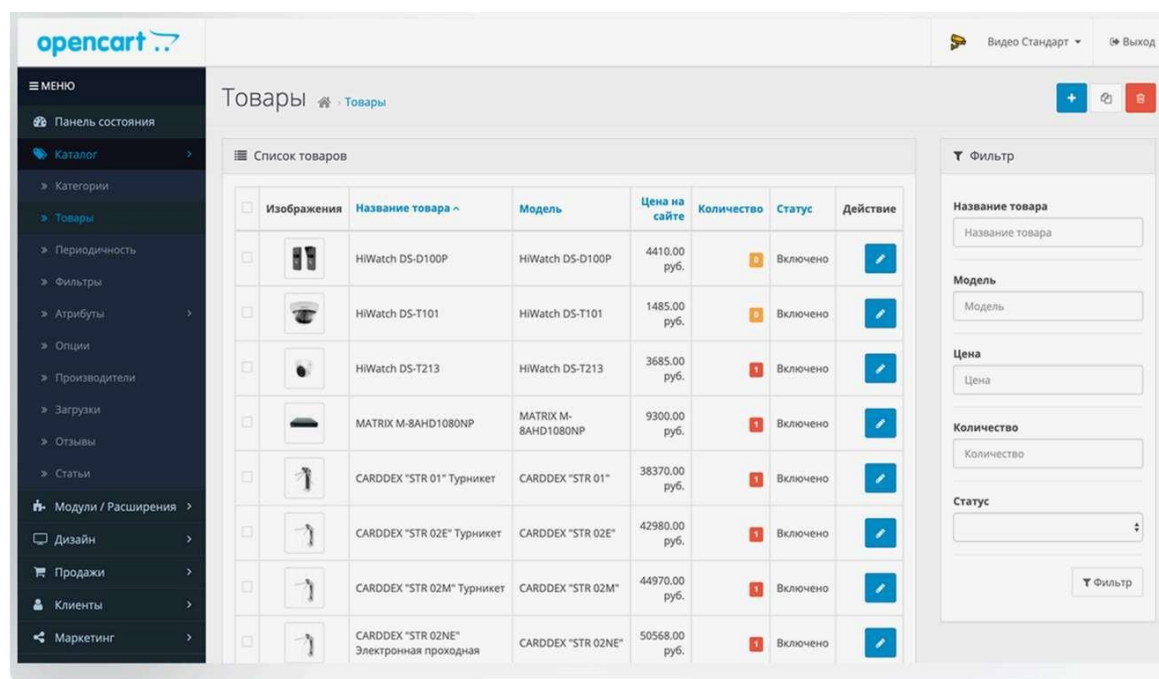 opencart
Видео Стандарт
Выход
МЕНЮ
Панель состояния
Каталог
Категории
Товары
Периодичность
Фильтры
Атрибуты
Опции
Производители
Загрузки
Отзывы
Статьи
Модули / Расширения
Дизайн
Продажи
Клиенты
Маркетинг
Товары
Товары
Список товаров
Изображения Название товара Модель Цена на
сайте Количество Статус Действие
HiWatch DS-D100P HiWatch DS-D100P 4410.00
руб. 0 Включено
HiWatch DS-T101 HiWatch DS-T101 1485.00
руб. 0 Включено
HiWatch DS-T213 HiWatch DS-T213 3685.00
руб. 1 Включено
MATRIX M-8AHD1080NP MATRIX M-
8AHD1080NP 9300.00
руб. 1 Включено
CARDDEX "STR 01" Турникет CARDDEX "STR 01" 38370.00
руб. 1 Включено
CARDDEX "STR 02E" Турникет CARDDEX "STR 02E" 42980.00
руб. 1 Включено
CARDDEX "STR 02M" Турникет CARDDEX "STR 02M" 44970.00
руб. 1 Включено
CARDDEX "STR 02NE"
Электронная проходная CARDDEX "STR 02NE" 50568.00
руб. 1 Включено
Фильтр
Название товара
Название товара
Модель
Модель
Цена
Цена
Количество
Количество
Статус
Фильтр